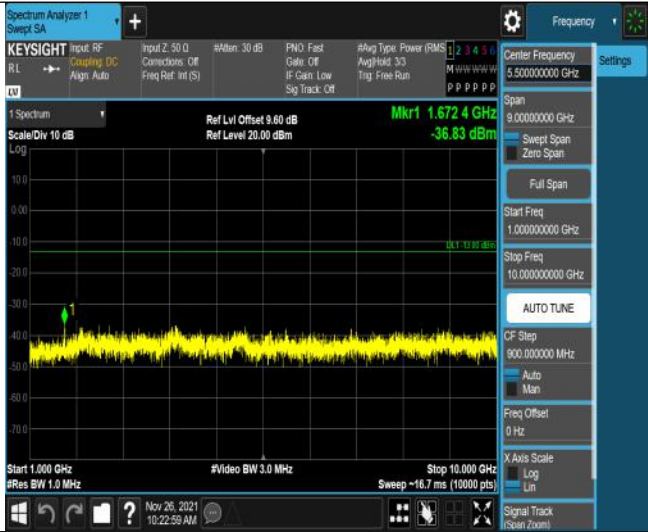 Spectrum Analyzer 1
Swept SA
Frequency
KEYSIGHT Input: RF
RL
Coupling: DC
Align: Auto
LV
Input Z: 50 Ω
Corrections: Off
Freq Ref: Int (S)
#Atten: 30 dB
PNO: Fast
Gate: Off
IF Gain: Low
Sig Track: Off
#Avg Type: Power (RMS
Avg|Hold: 3/3
Trig: Free Run
1 2 3 4 5 6
M W W W W W
P P P P P P
1 Spectrum
Scale/Div 10 dB
Ref Lvl Offset 9.60 dB
Ref Level 20.00 dBm
Mkr1 1.672 4 GHz
-36.83 dBm
Log
10.0
0.00
-10.0
DL1 -13.00 dBm
-20.0
-30.0
1
-40.0
-50.0
-60.0
-70.0
Start 1.000 GHz
#Res BW 1.0 MHz
#Video BW 3.0 MHz
Stop 10.000 GHz
Sweep ~16.7 ms (10000 pts)
Center Frequency
5.500000000 GHz
Settings
Span
9.00000000 GHz
Swept Span
Zero Span
Full Span
Start Freq
1.000000000 GHz
Stop Freq
10.000000000 GHz
AUTO TUNE
CF Step
900.000000 MHz
Auto
Man
Freq Offset
0 Hz
X Axis Scale
Log
Lin
Signal Track
(Span Zoom)
?
Nov 26, 2021
10:22:59 AM